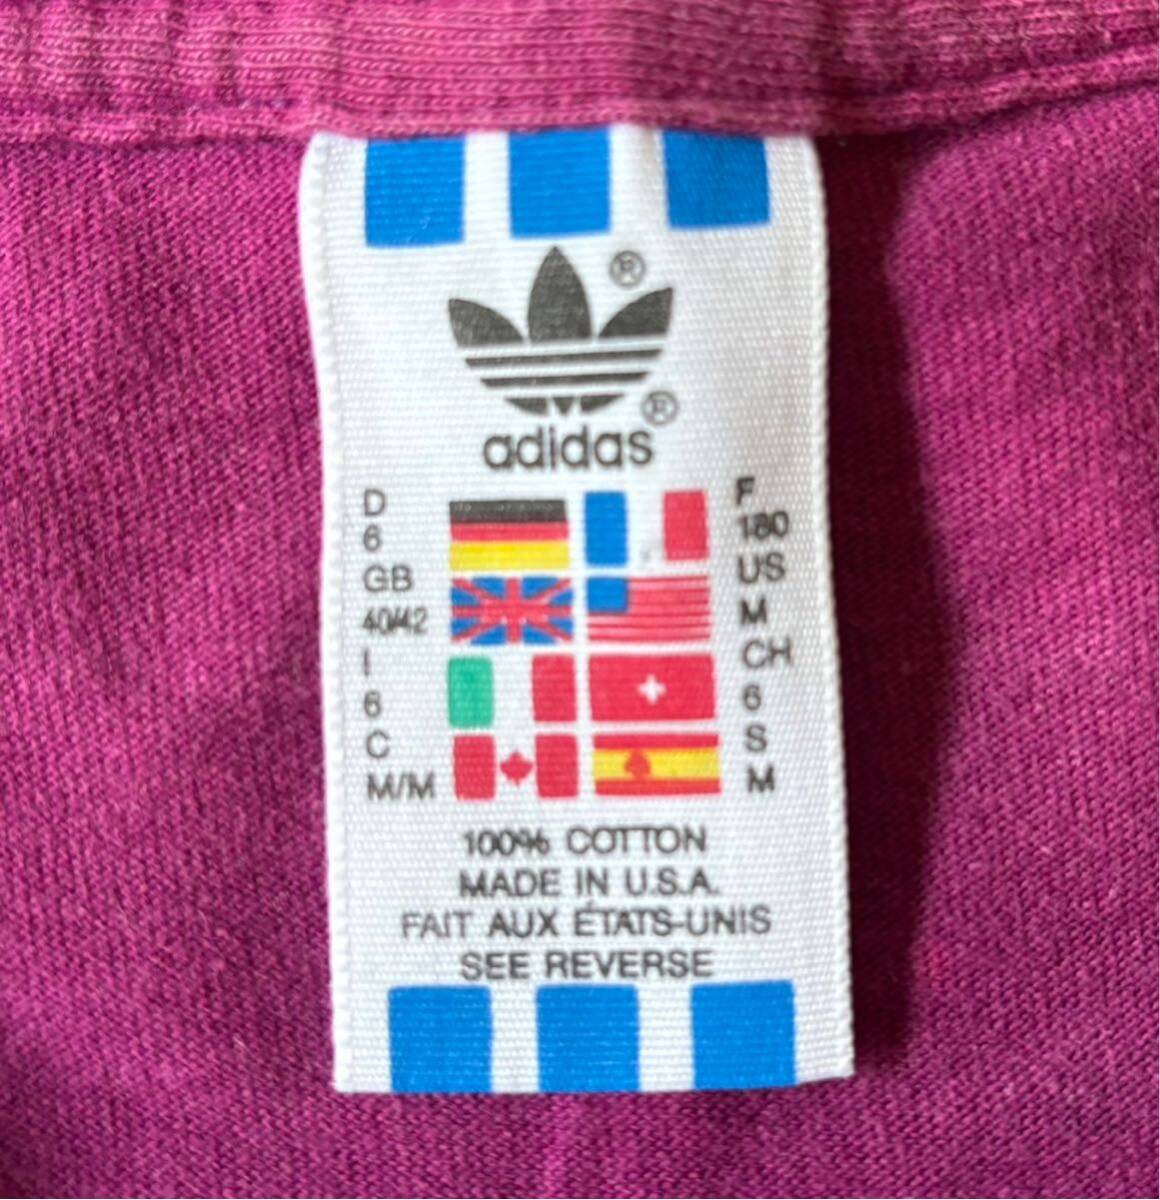 ®
®
adidas
D
6
GB
40/42
I
6
C
M/M
F
180
US
M
CH
6
S
M
100% COTTON
MADE IN U.S.A.
FAIT AUX ÉTATS-UNIS
SEE REVERSE